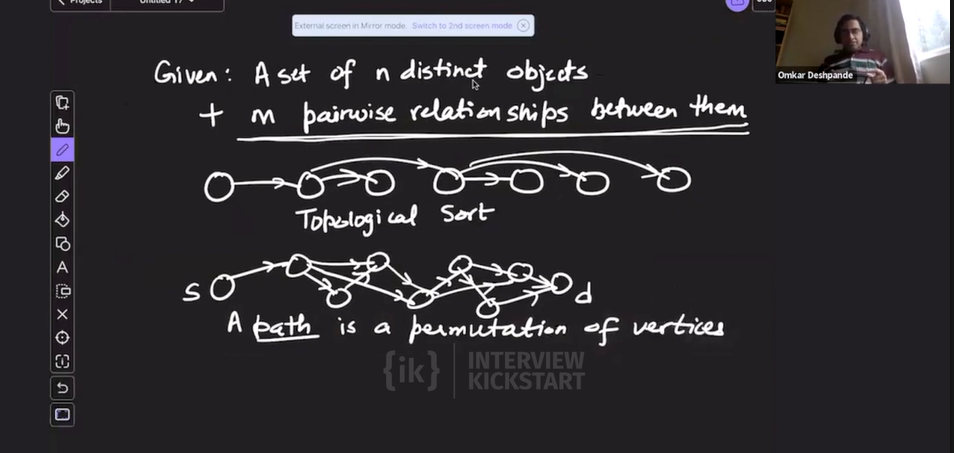 Projects Untitled 17
External screen in Mirror mode. Switch to 2nd screen mode.
Omkar Deshpande
Given: A set of n distinct objects
+ m pairwise relationships between them
Topological Sort
S
d
A path is a permutation of vertices
{ik} INTERVIEW
KICKSTART
A